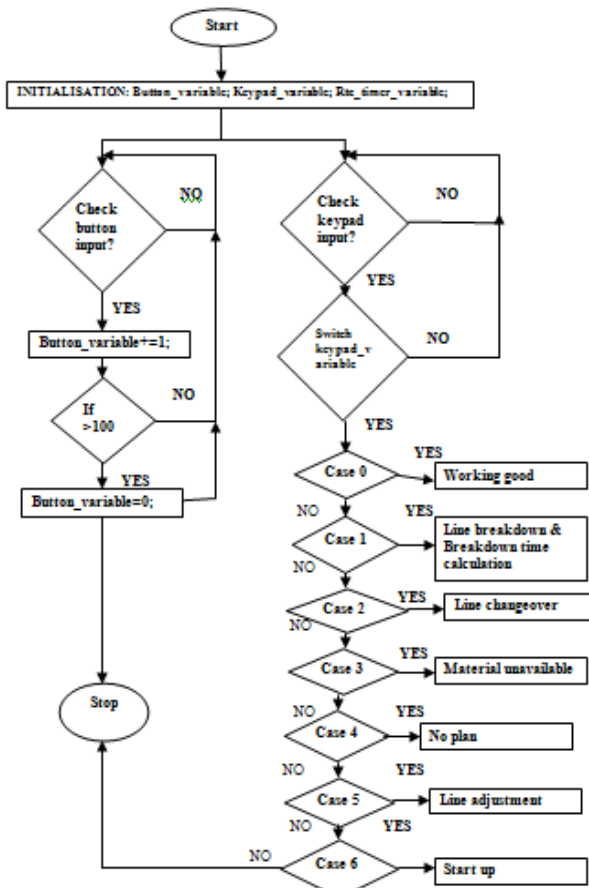 Start
INITIALISATION: Button_variable; Keypad_variable; Rtc_timer_variable;
Check
button
input?
NO
YES
Button_variable+=1;
If
>100
NO
YES
Button_variable=0;
Stop
Check
keypad
input?
NO
YES
Switch
keypad_v
ariable
NO
YES
Case 0
YES
Working good
NO
Case 1
YES
Line breakdown &
Breakdown time
calculation
NO
Case 2
YES
Line changeover
NO
Case 3
YES
Material unavailable
NO
Case 4
YES
No plan
NO
Case 5
YES
Line adjustment
NO
Case 6
YES
Start up
NO